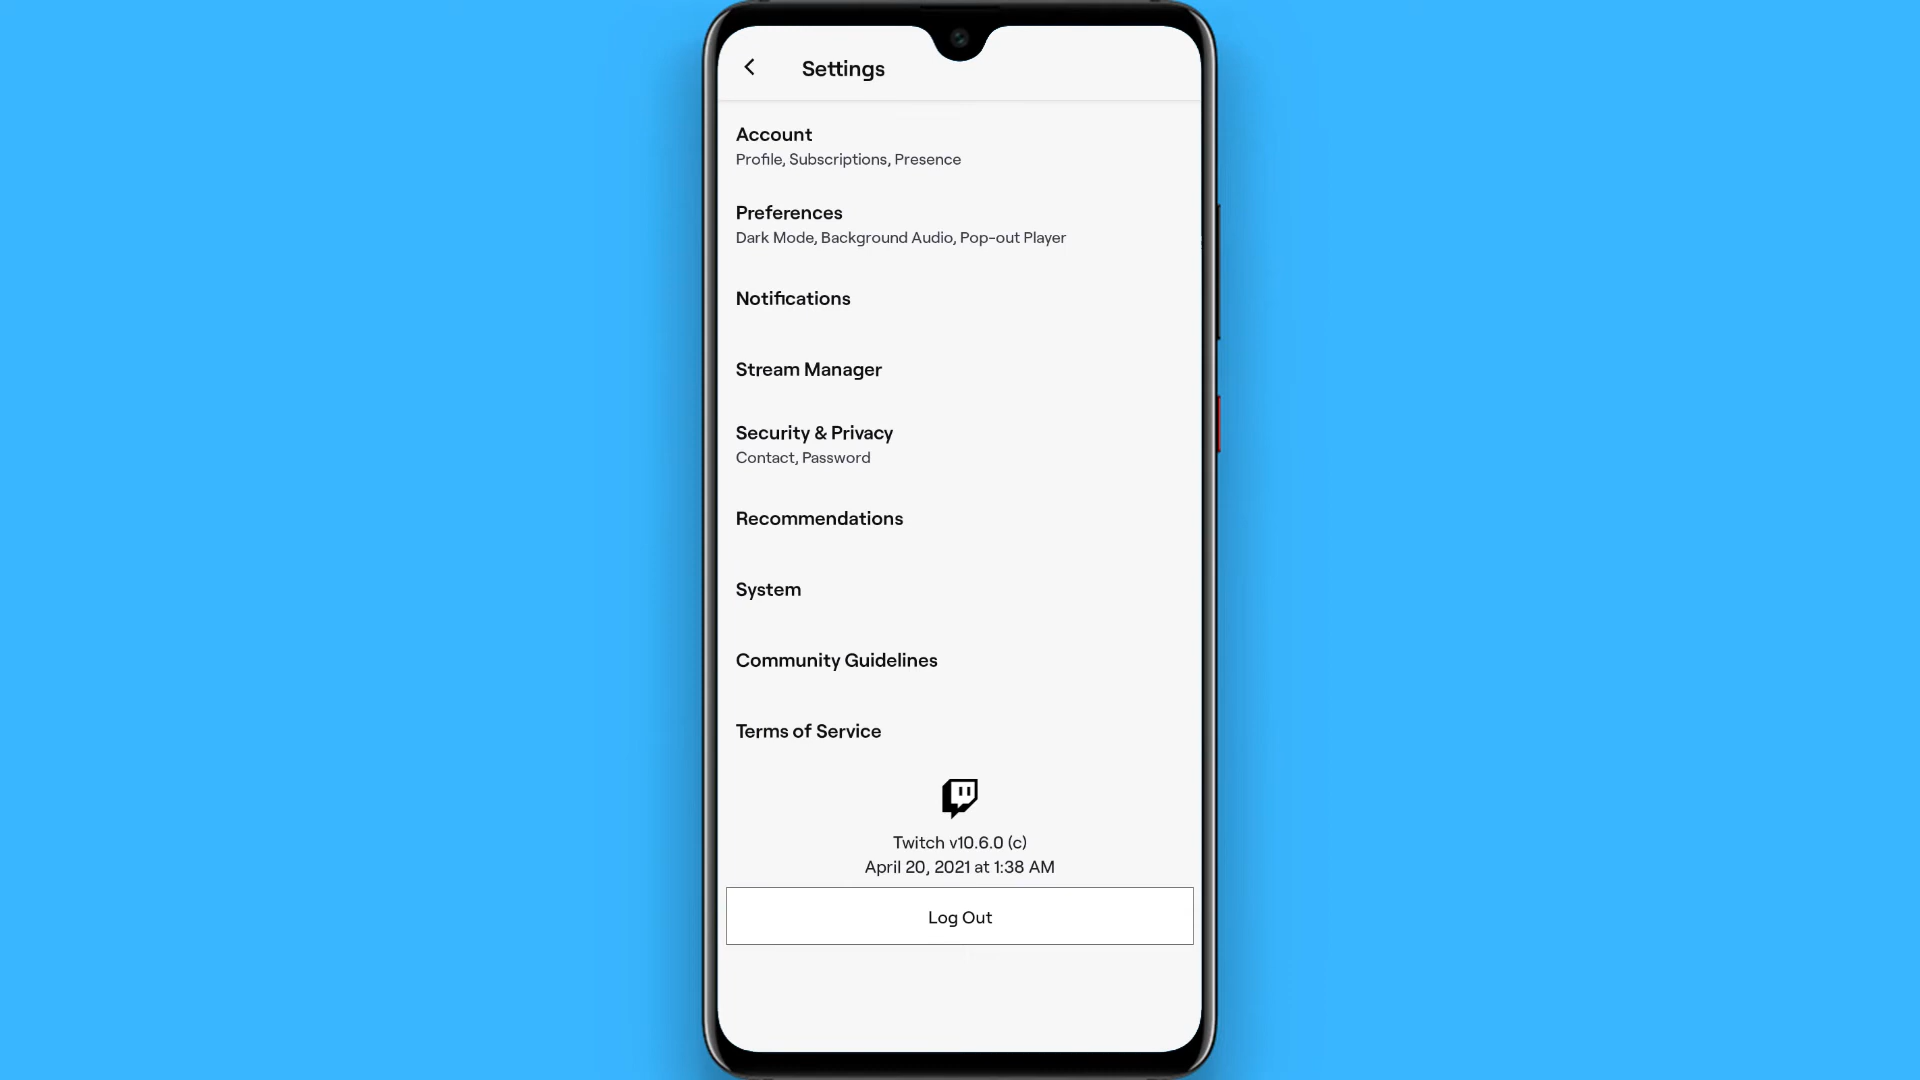 Settings
Account
Profile, Subscriptions, Presence
Preferences
Dark Mode, Background Audio, Pop-out Player
Notifications
Stream Manager
Security & Privacy
Contact, Password
Recommendations
System
Community Guidelines
Terms of Service
Twitch v10.6.0 (c)
April 20, 2021 at 1:38 AM
Log Out